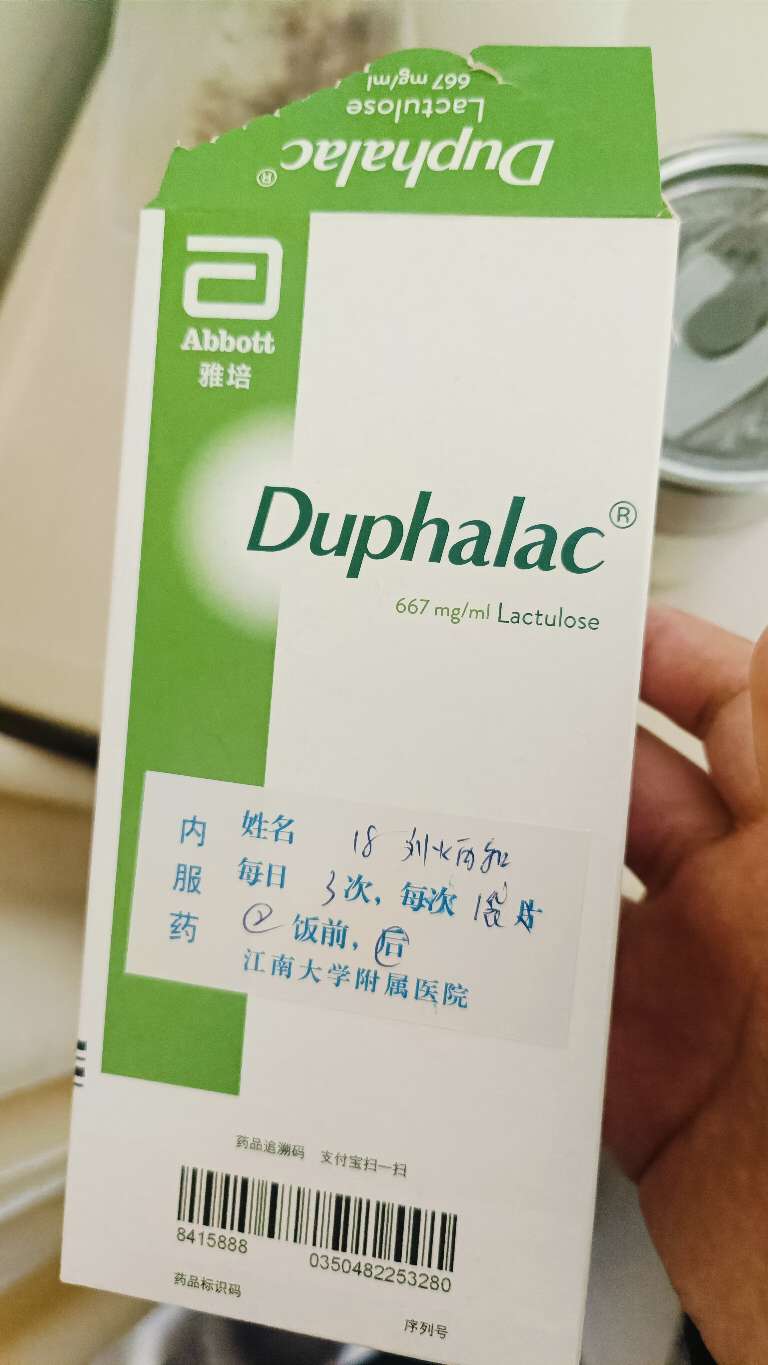 Duphalac®
Lactulose
667 mg/ml
Abbott
雅培
Duphalac®
667 mg/ml Lactulose
内服药
姓名 18
每日 3次，每次
② 饭前，后
江南大学附属医院
药品追溯码 支付宝扫一扫
8415888 0350482253280
药品标识码 序列号